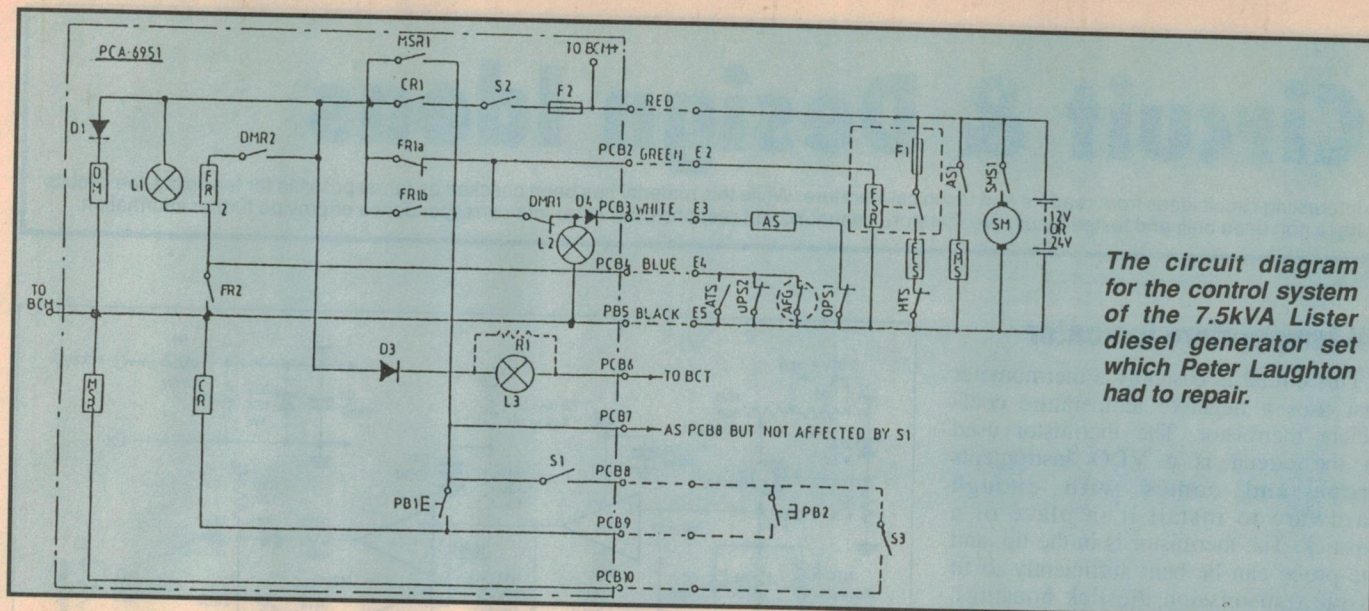 PCA-6951
MSR1
TO BCM+
CR1
S2
F2
RED
D1
DMR2
DM
L1
FR
2
FR1a
PCB2
GREEN
E2
F1
AS1
SMS1
FR1b
DMR1
D4
PCB3
WHITE
E3
AS
FSR
SM
12V
OR
24V
L2
PCB4
BLUE
E4
FCS
SMS
FR2
ATS
AFG
OPS1
HTS
TO
BCM-
PB5
BLACK
E5
R1
D3
L3
PCB6
TO BCT
CR
PCB7
AS PCB8 BUT NOT AFFECTED BY S1
S1
PCB8
PB1
PB2
PCB9
S3
PCB10
The circuit diagram
for the control system
of the 7.5kVA Lister
diesel generator set
which Peter Laughton
had to repair.